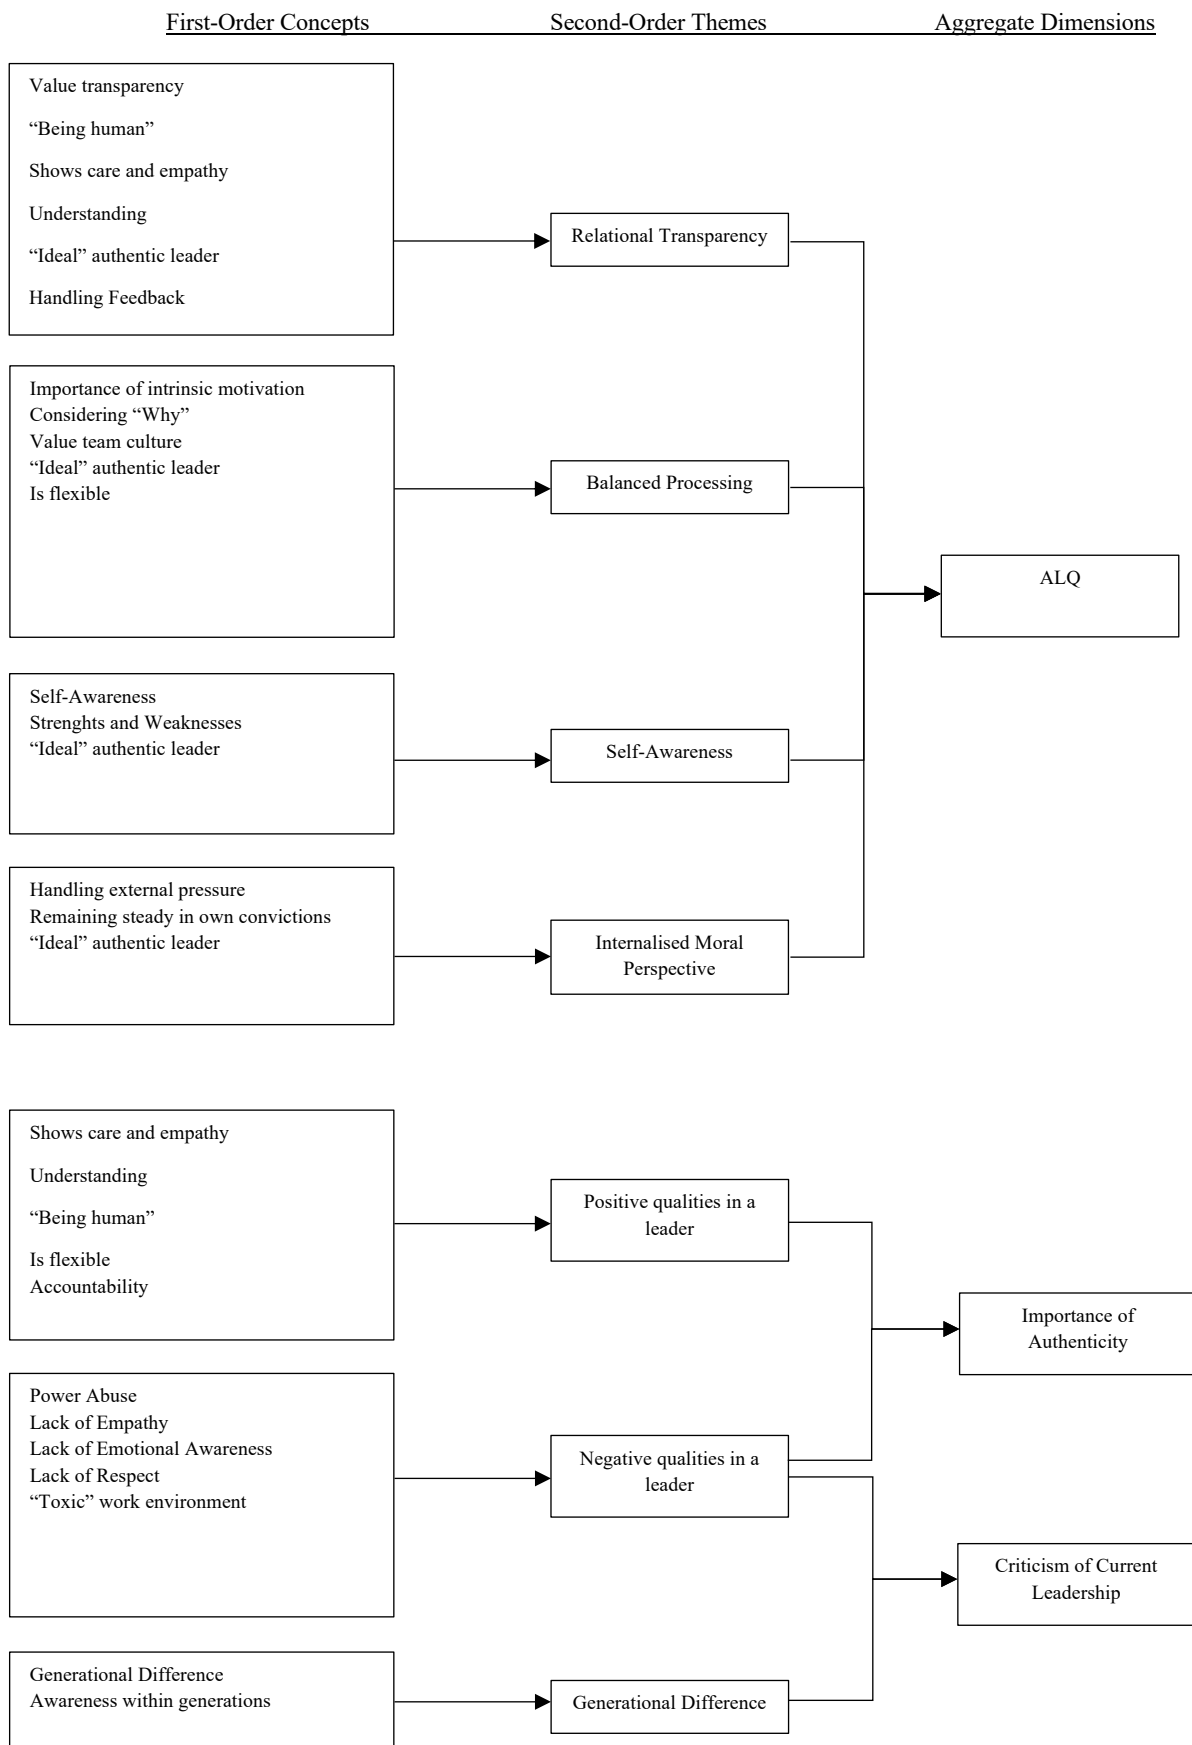 First-Order Concepts Second-Order Themes Aggregate Dimensions
Value transparency
“Being human”
Shows care and empathy
Understanding
“Ideal” authentic leader
Handling Feedback
Relational Transparency
Importance of intrinsic motivation
Considering “Why”
Value team culture
“Ideal” authentic leader
Is flexible
Balanced Processing
ALQ
Self-Awareness
Strenghts and Weaknesses
“Ideal” authentic leader
Self-Awareness
Handling external pressure
Remaining steady in own convictions
“Ideal” authentic leader
Internalised Moral
Perspective
Shows care and empathy
Understanding
“Being human”
Is flexible
Accountability
Positive qualities in a
leader
Importance of
Authenticity
Power Abuse
Lack of Empathy
Lack of Emotional Awareness
Lack of Respect
“Toxic” work environment
Negative qualities in a
leader
Criticism of Current
Leadership
Generational Difference
Awareness within generations
Generational Difference